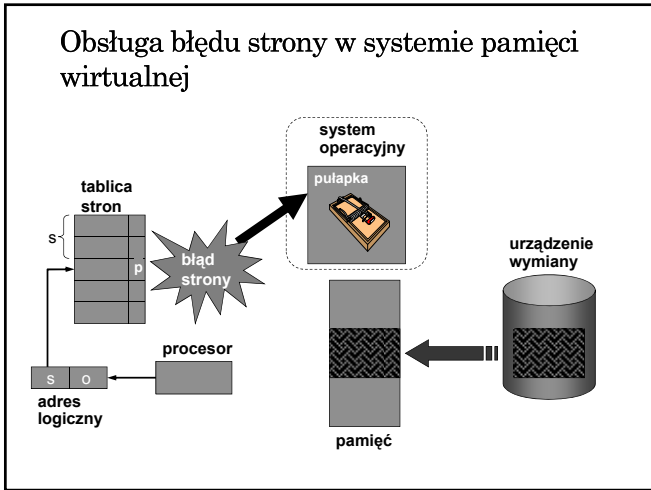 Obsługa błędu strony w systemie pamięci
wirtualnej
system
operacyjny
pułapka
tablica
stron
s
p
błąd
strony
urządzenie
wymiany
procesor
s o
adres
logiczny
pamięć